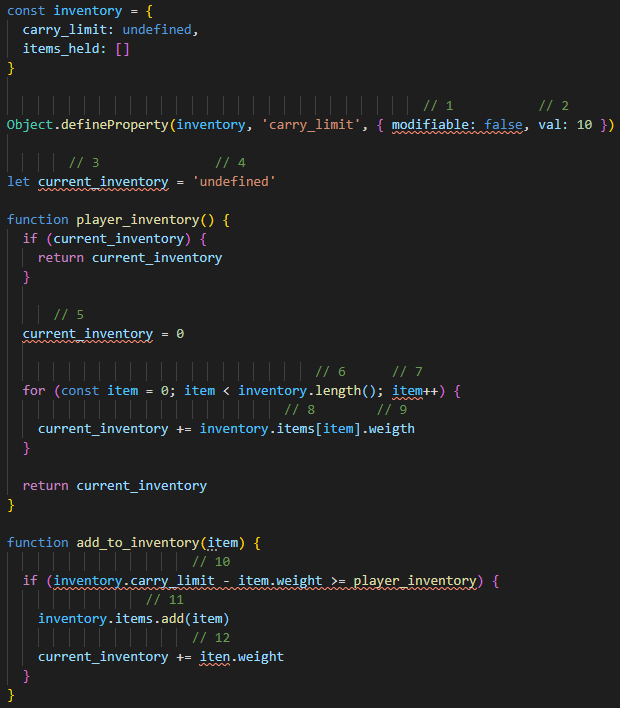 const inventory = {
  carry_limit: undefined,
  items_held: []
}
// 1 // 2
Object.defineProperty(inventory, 'carry_limit', { modifiable: false, val: 10 })
// 3 // 4
let current_inventory = 'undefined'
function player_inventory() {
  if (current_inventory) {
    return current_inventory
  }
// 5
  current_inventory = 0
// 6 // 7
  for (const item = 0; item < inventory.length(); item++) {
// 8 // 9
    current_inventory += inventory.items[item].weigth
  }
  return current_inventory
}
function add_to_inventory(item) {
// 10
  if (inventory.carry_limit - item.weight >= player_inventory) {
// 11
    inventory.items.add(item)
// 12
    current_inventory += iten.weight
  }
}